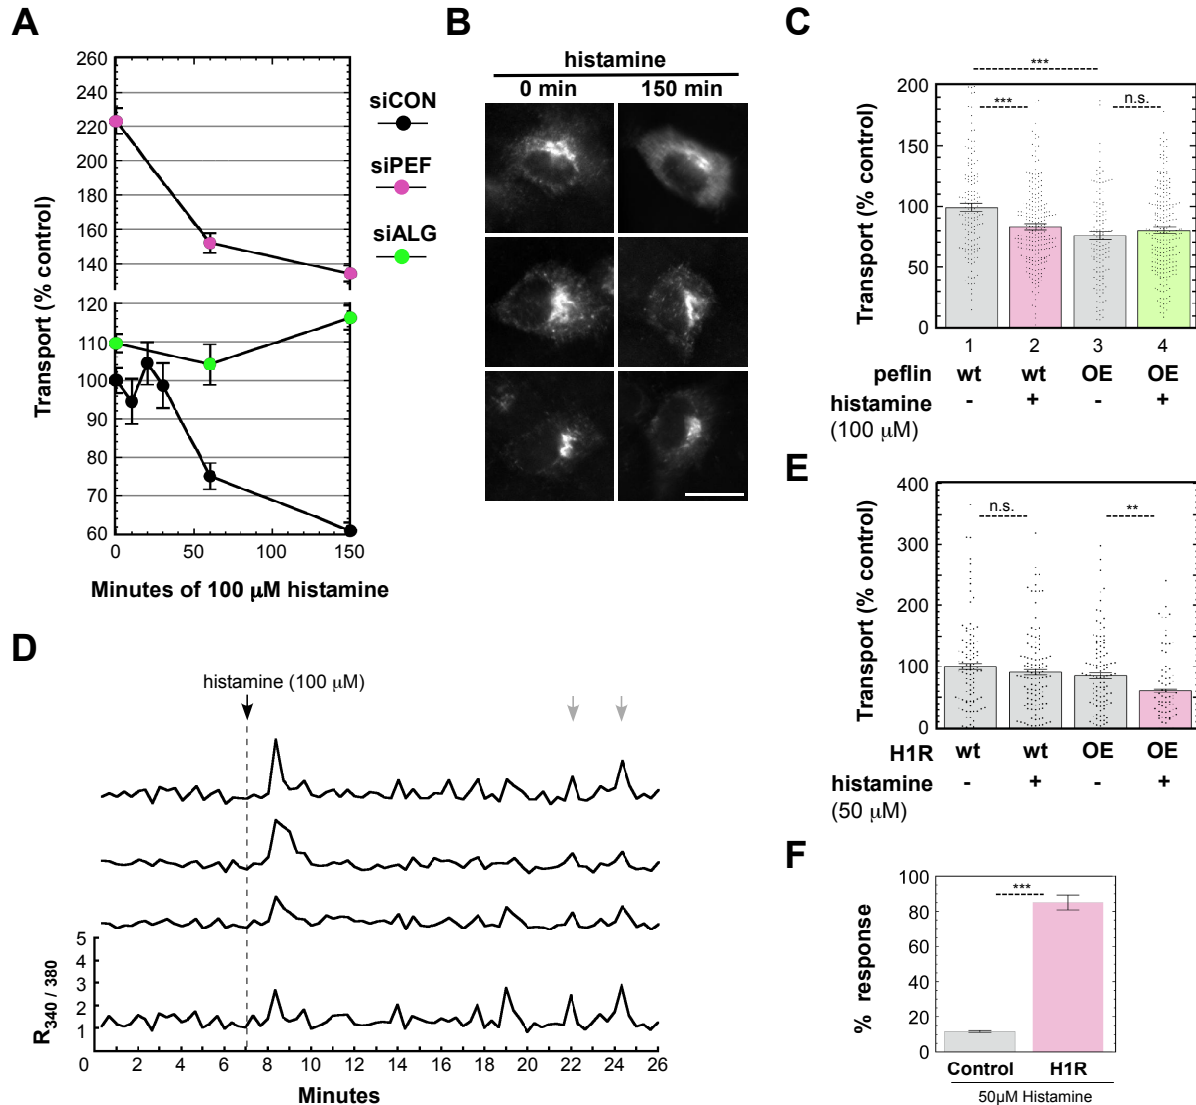 A
260
240
220
200
180
160
140
120
110
100
90
80
70
60
0
50
100
150
Transport (% control)
Minutes of 100 μM histamine
siCON
siPEF
siALG
B
histamine
0 min 150 min
C
***
***
n.s.
200
150
100
50
0
Transport (% control)
1 2 3 4
peflin wt wt OE OE
histamine - + - +
(100 μM)
D
histamine (100 μM)
5
4
3
2
1
R340 / 380
0 2 4 6 8 10 12 14 16 18 20 22 24 26
Minutes
E
n.s.
**
400
300
200
100
0
Transport (% control)
H1R wt wt OE OE
histamine - + - +
(50 μM)
F
***
100
80
60
40
20
0
% response
Control H1R
50μM Histamine